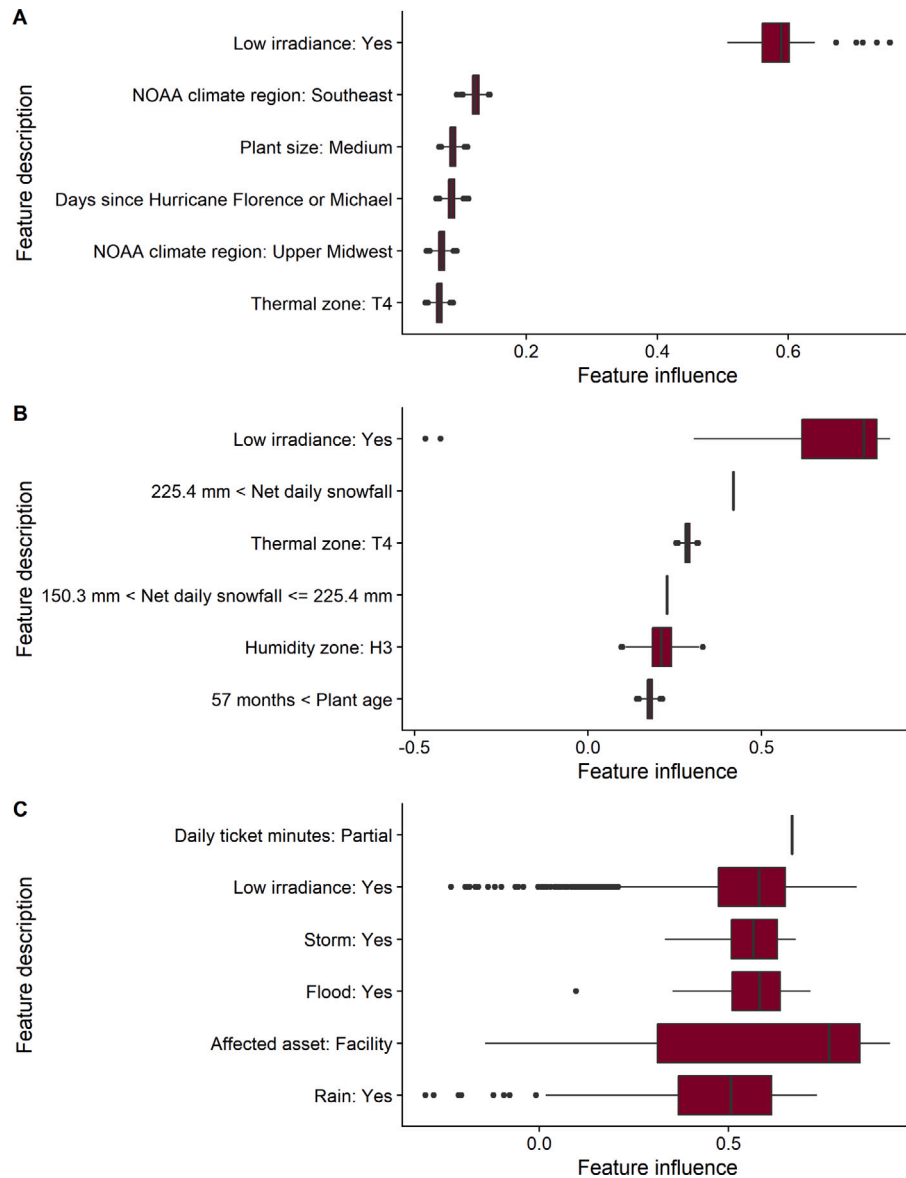 A
Feature description
Low irradiance: Yes
NOAA climate region: Southeast
Plant size: Medium
Days since Hurricane Florence or Michael
NOAA climate region: Upper Midwest
Thermal zone: T4
0.2 0.4 0.6
Feature influence
B
Feature description
Low irradiance: Yes
225.4 mm < Net daily snowfall
Thermal zone: T4
150.3 mm < Net daily snowfall <= 225.4 mm
Humidity zone: H3
57 months < Plant age
-0.5 0.0 0.5
Feature influence
C
Feature description
Daily ticket minutes: Partial
Low irradiance: Yes
Storm: Yes
Flood: Yes
Affected asset: Facility
Rain: Yes
0.0 0.5
Feature influence